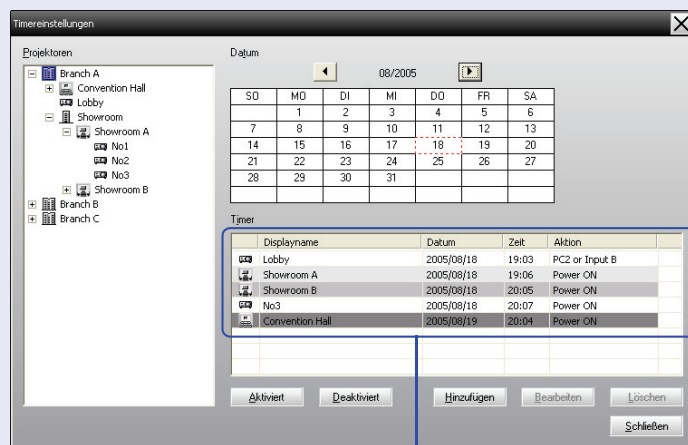 Timereinstellungen
Projektoren
Branch A
Convention Hall
Lobby
Showroom
Showroom A
No1
No2
No3
Showroom B
Branch B
Branch C
Datum
08/2005
SO MO DI MI DO FR SA
1 2 3 4 5 6
7 8 9 10 11 12 13
14 15 16 17 18 19 20
21 22 23 24 25 26 27
28 29 30 31
Timer
Displayname Datum Zeit Aktion
Lobby 2005/08/18 19:03 PC2 or Input B
Showroom A 2005/08/18 19:06 Power ON
Showroom B 2005/08/18 20:05 Power ON
No3 2005/08/18 20:07 Power ON
Convention Hall 2005/08/19 20:04 Power ON
Aktiviert Deaktiviert Hinzufügen Bearbeiten Löschen
Schließen